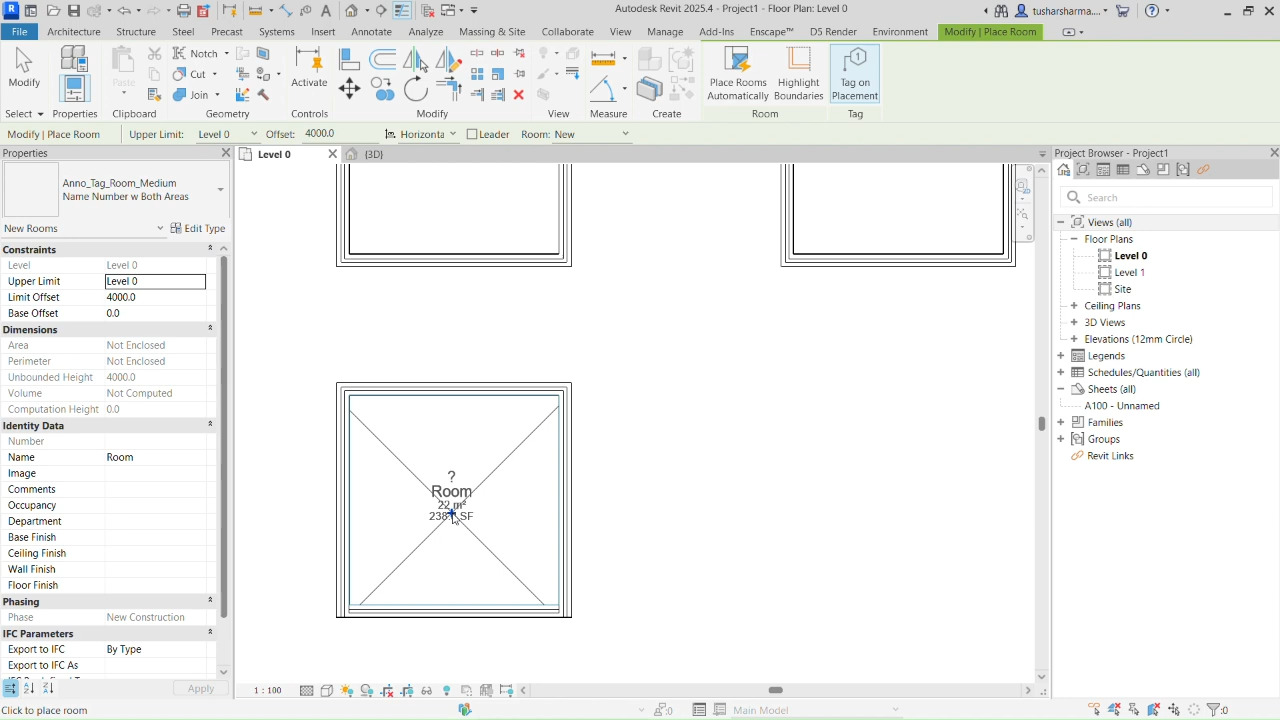 Autodesk Revit 2025.4 - Project1 - Floor Plan: Level 0
tusharsharma....
File Architecture Structure Steel Precast Systems Insert Annotate Analyze Massing & Site Collaborate View Manage Add-Ins Enscape™ D5 Render Environment Modify | Place Room
Modify Paste Notch Cut Join Activate Place Rooms Automatically Highlight Boundaries Tag on Placement
Select Properties Clipboard Geometry Controls Modify View Measure Create Room Tag
Modify | Place Room Upper Limit: Level 0 Offset: 4000.0 Horizonta Leader Room: New
Properties
Anno_Tag_Room_Medium
Name Number w Both Areas
New Rooms Edit Type
Constraints
Level Level 0
Upper Limit Level 0
Limit Offset 4000.0
Base Offset 0.0
Dimensions
Area Not Enclosed
Perimeter Not Enclosed
Unbounded Height 4000.0
Volume Not Computed
Computation Height 0.0
Identity Data
Number
Name Room
Image
Comments
Occupancy
Department
Base Finish
Ceiling Finish
Wall Finish
Floor Finish
Phasing
Phase New Construction
IFC Parameters
Export to IFC By Type
Export to IFC As
Apply
Click to place room
Level 0 {3D}
?
Room
22 m²
1 : 100
:0 Main Model
:0
Project Browser - Project1
Search
Views (all)
Floor Plans
Level 0
Level 1
Site
Ceiling Plans
3D Views
Elevations (12mm Circle)
Legends
Schedules/Quantities (all)
Sheets (all)
A100 - Unnamed
Families
Groups
Revit Links